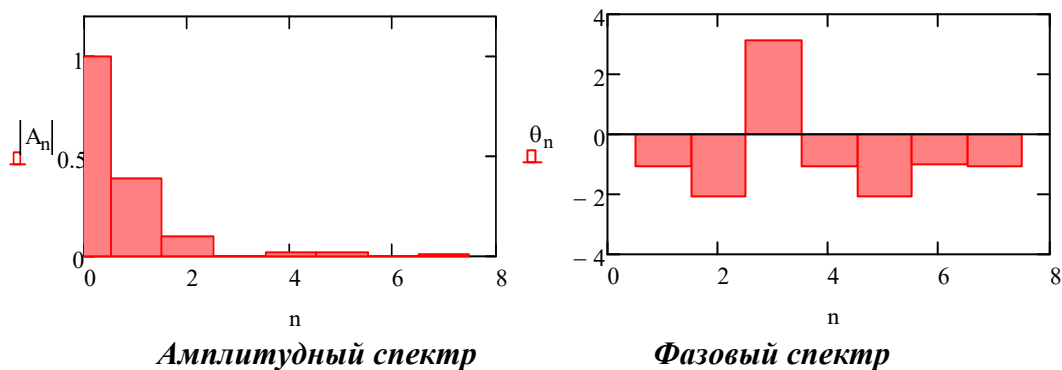 1
|Aₙ|
0.5
0
0 2 4 6 8
n
Амплитудный спектр
4
2
θₙ
0
− 2
− 4
0 2 4 6 8
n
Фазовый спектр